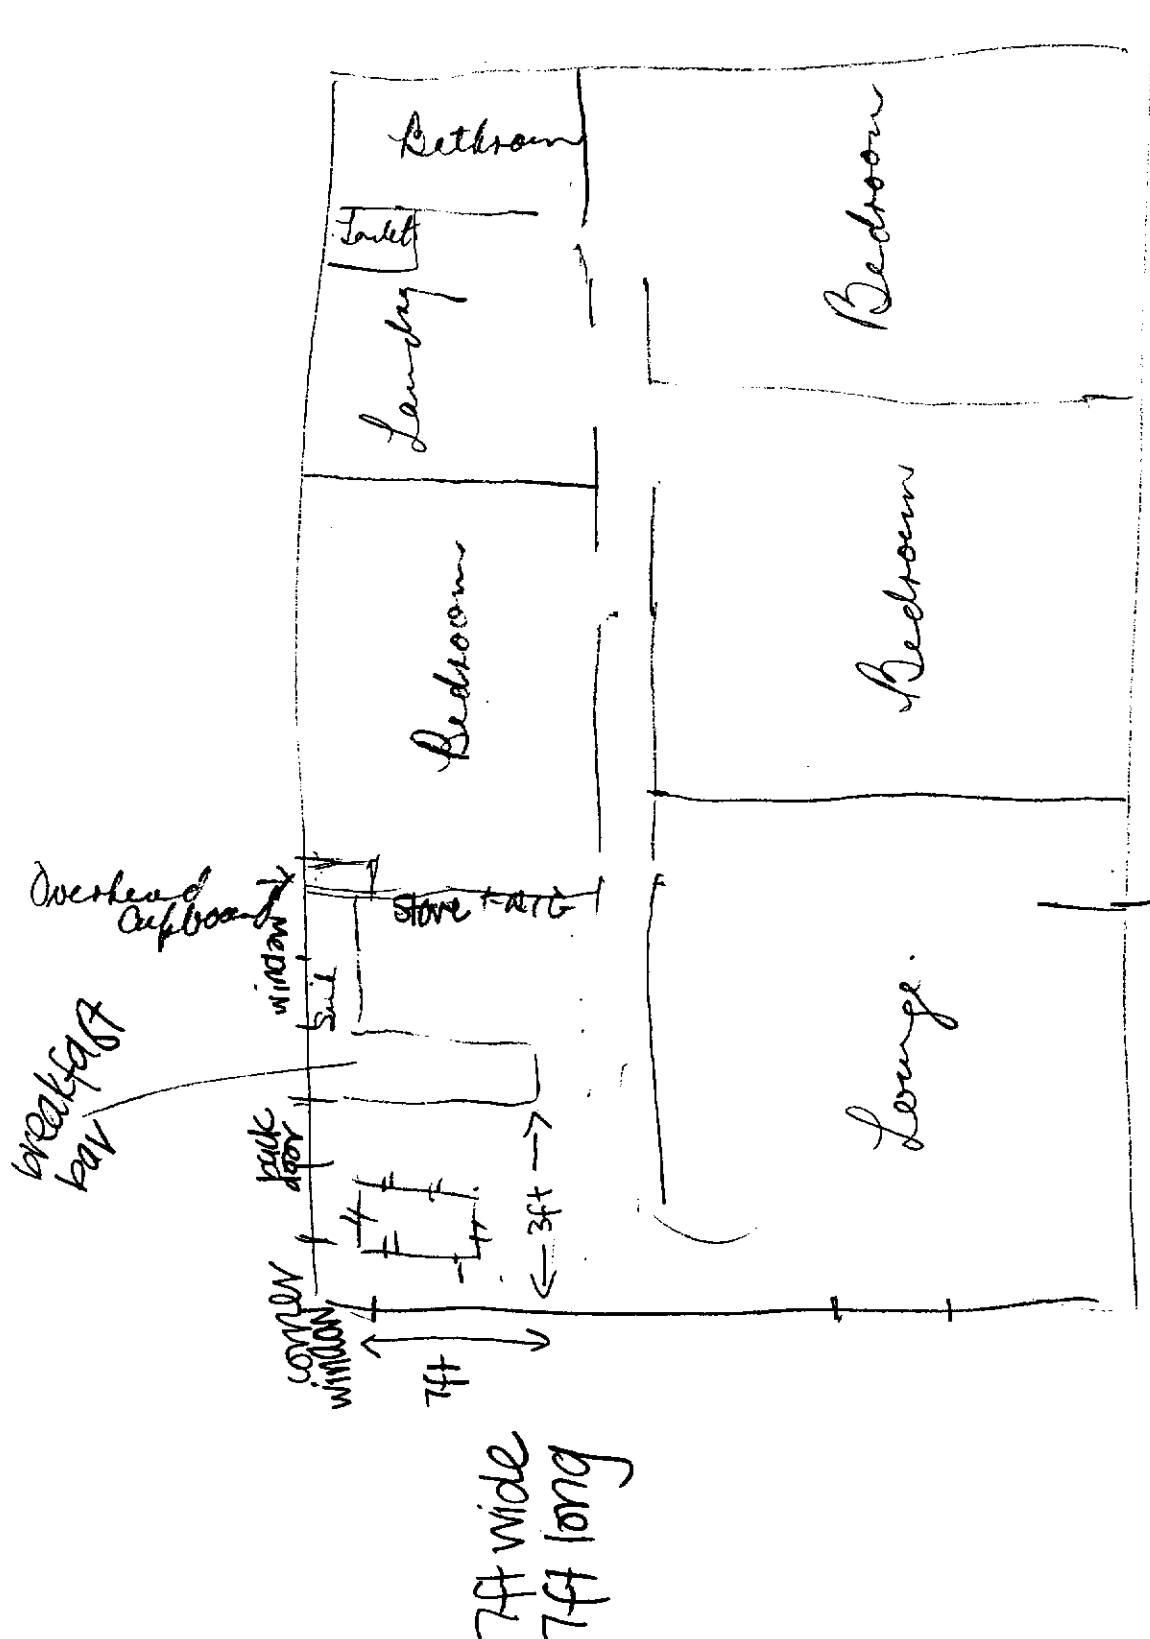 Bathroom
Toilet
Laundry
Bedroom
Bedroom
Bedroom
Overhead
Cupboard
window
Sink
stove
breakfast
bar
back
door
Lounge.
3ft
corner
window
7ft
7ft wide
7ft long